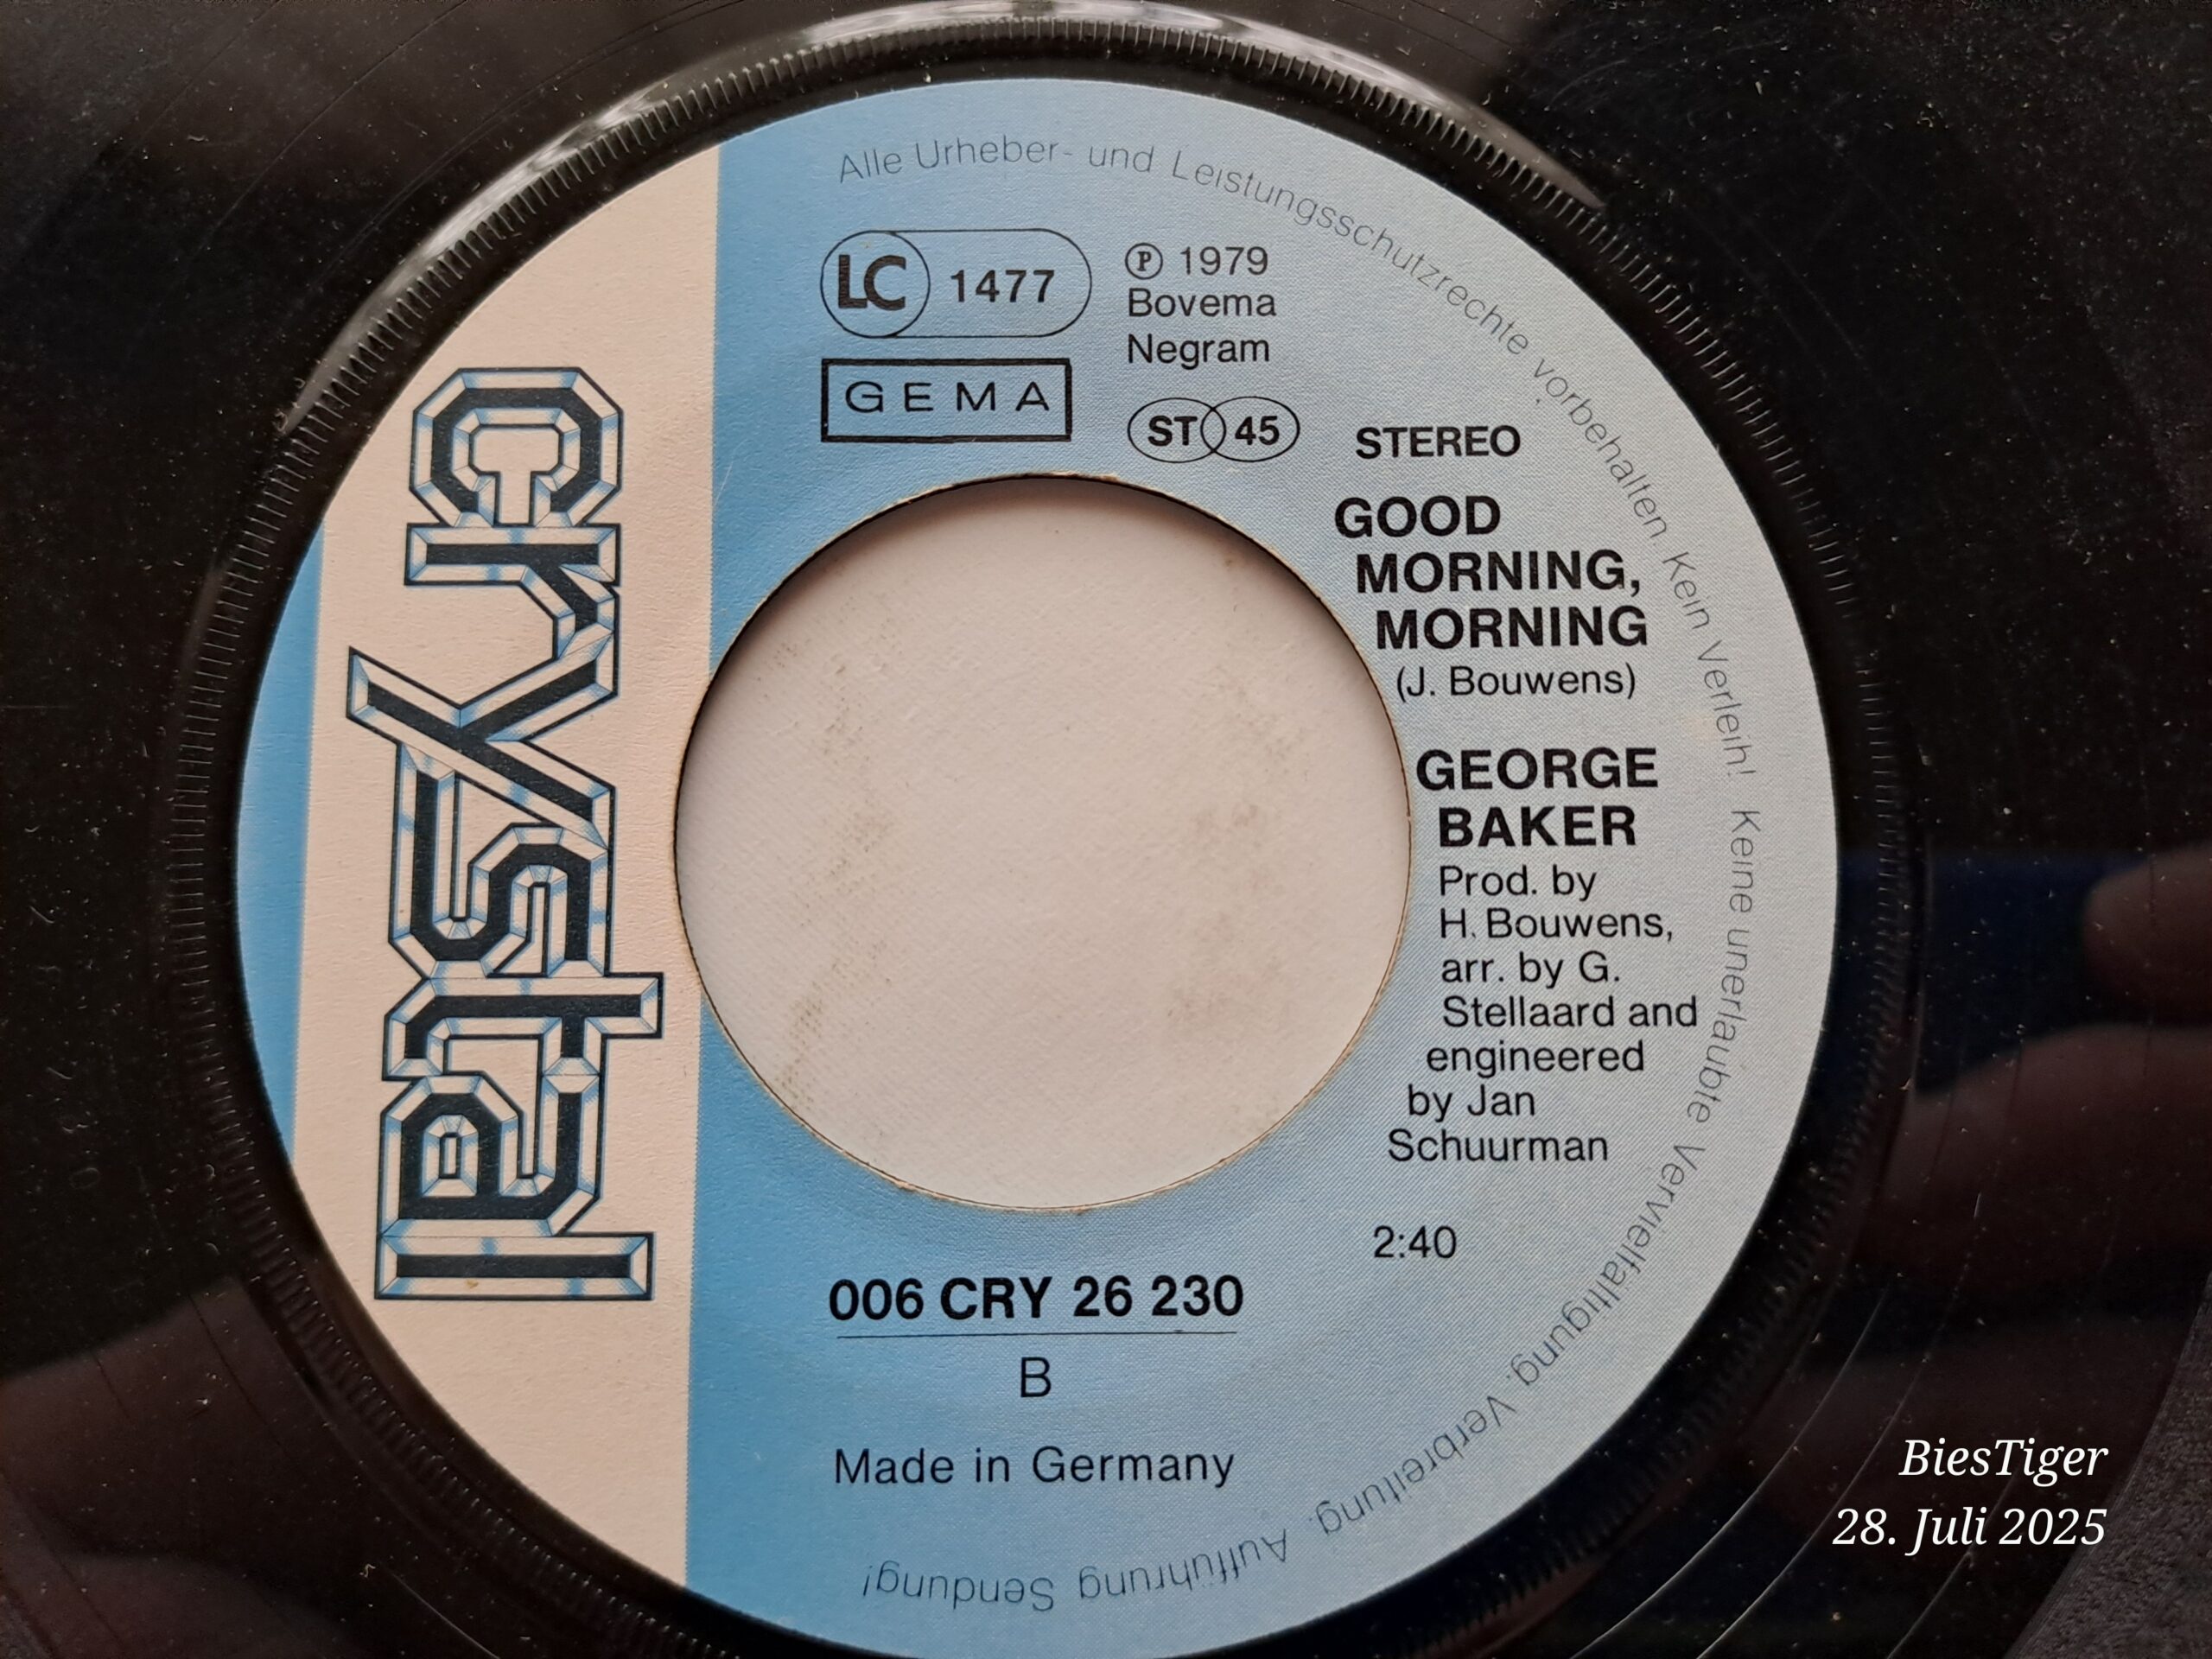 Alle Urheber- und Leistungsschutzrechte vorbehalten. Kein Verleih! Keine unerlaubte Vervielfältigung, Verbreitung, Aufführung, Sendung!
crystal
LC 1477
GEMA
℗ 1979
Bovema
Negram
ST 45
STEREO
GOOD
MORNING,
MORNING
(J. Bouwens)
GEORGE
BAKER
Prod. by
H. Bouwens,
arr. by G.
Stellaard and
engineered
by Jan
Schuurman
2:40
006 CRY 26 230
B
Made in Germany
BiesTiger
28. Juli 2025